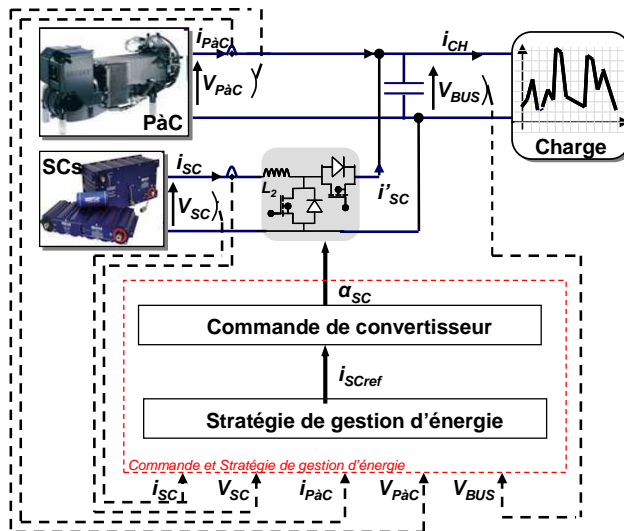 iPàC
VPàC
PàC
iCH
VBUS
Charge
SCs
iSC
VSC
L2
i'SC
αSC
Commande de convertisseur
iSCref
Stratégie de gestion d'énergie
Commande et Stratégie de gestion d'énergie
iSC VSC iPàC VPàC VBUS